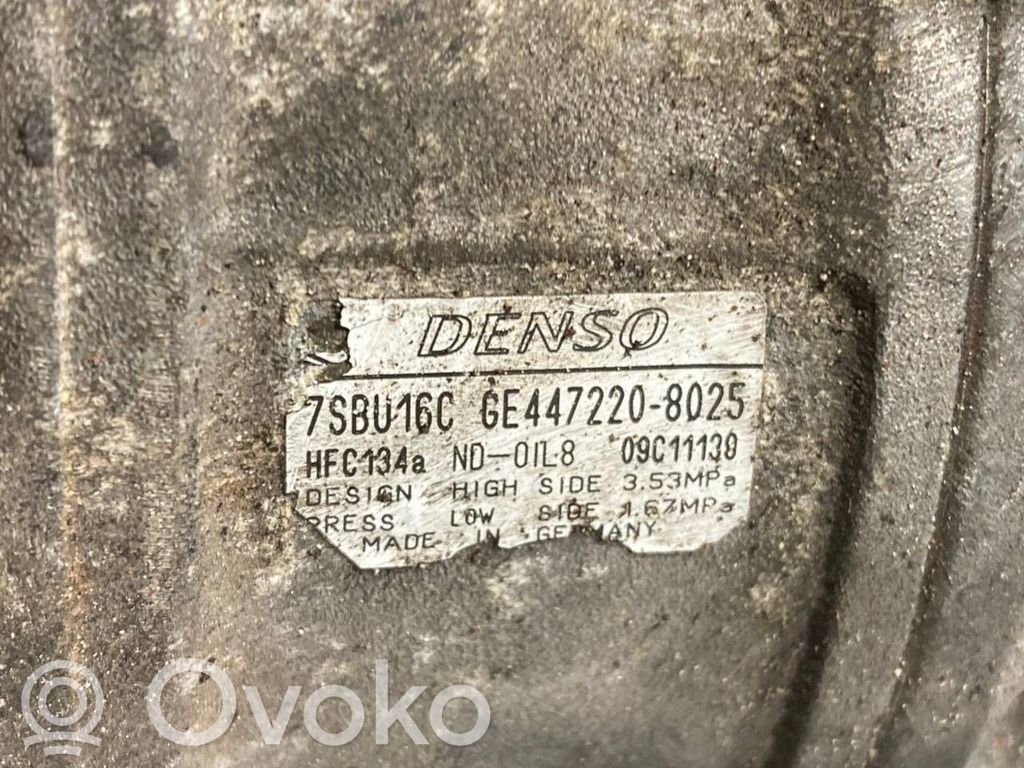 DENSO
7SBU16C GE447220-8025
HFC134a ND-OIL8 09C11139
DESIGN HIGH SIDE 3.53MPa
PRESS LOW SIDE 1.67MPa
MADE IN GERMANY
Ovoko